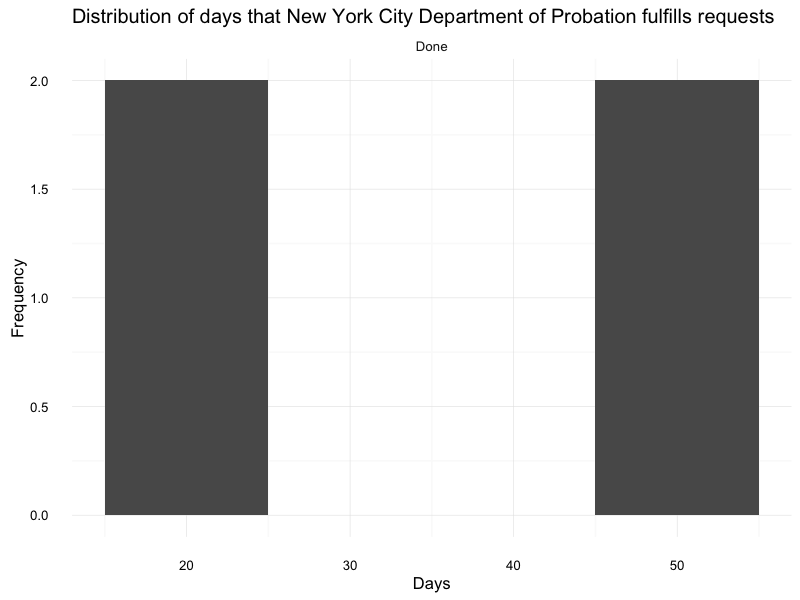 Distribution of days that New York City Department of Probation fulfills requests
Done
2.0
1.5
1.0
0.5
0.0
Frequency
20 30 40 50
Days